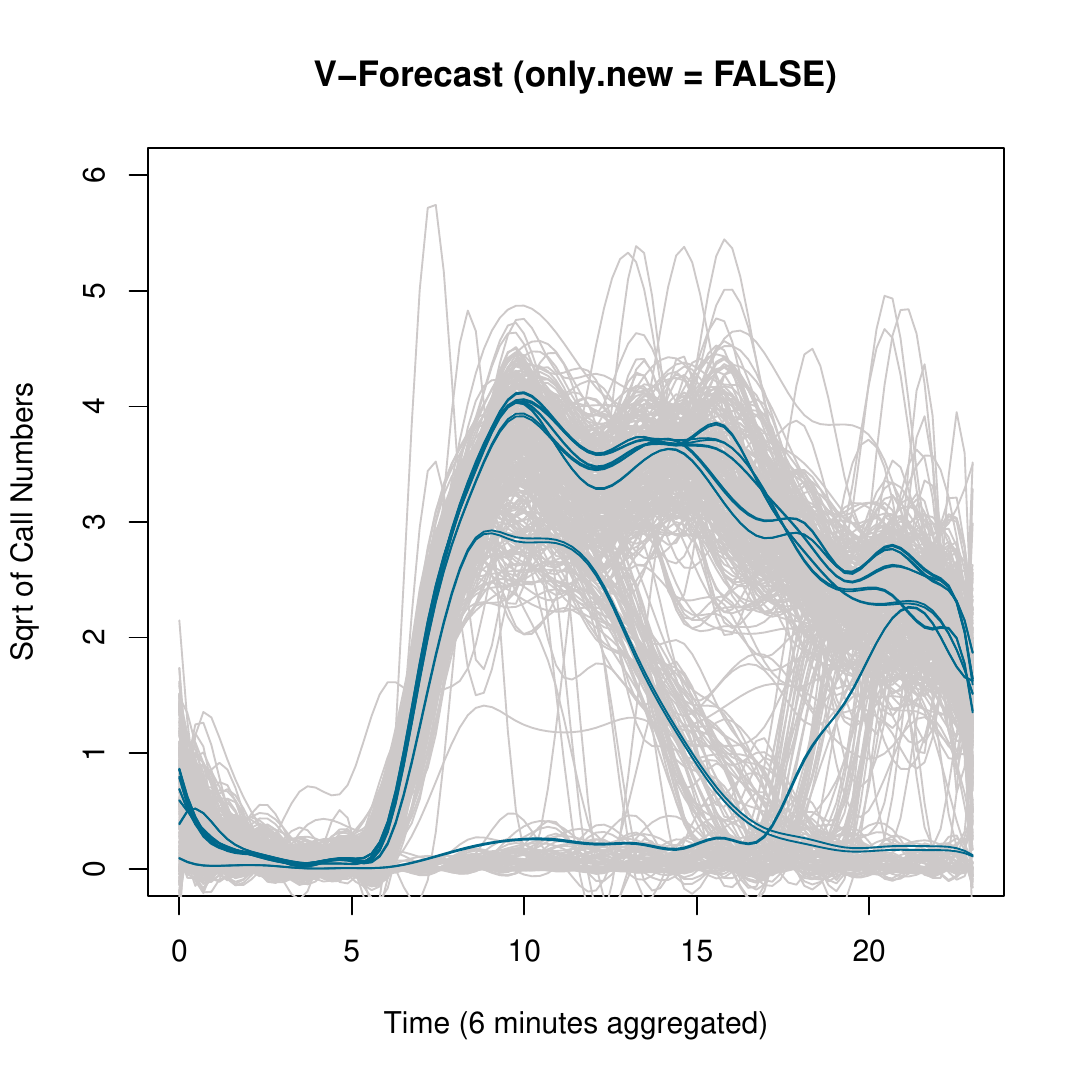 V−Forecast (only.new = FALSE)
Sqrt of Call Numbers
6
5
4
3
2
1
0
0 5 10 15 20
Time (6 minutes aggregated)